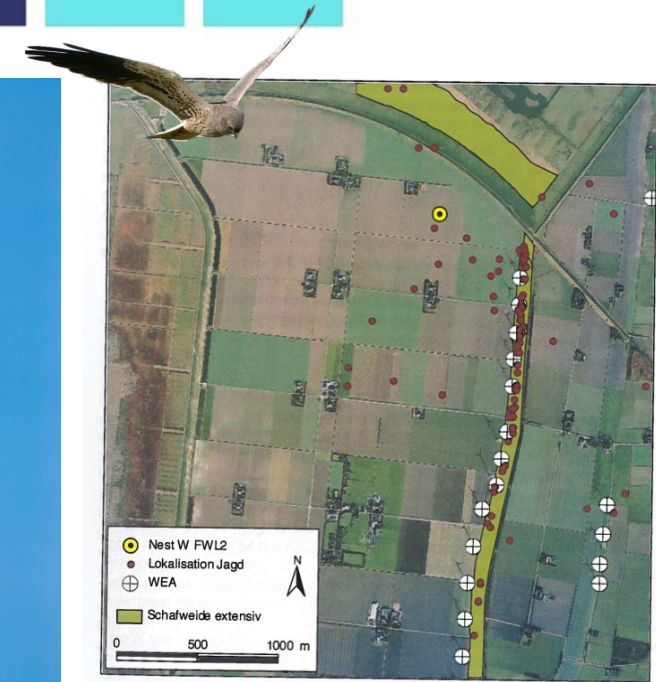 N
Nest W FWL2
Lokalisation Jagd
WEA
Schafweide extensiv
0 500 1000 m